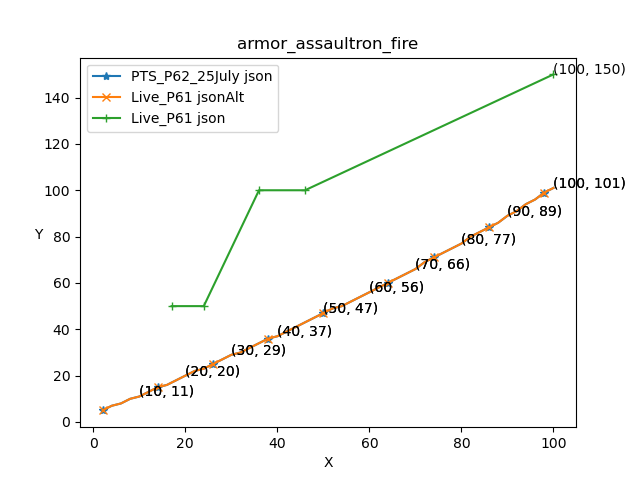 armor_assaultron_fire
PTS_P62_25July json
Live_P61 jsonAlt
Live_P61 json
(100, 150)
(100, 101)
(90, 89)
(80, 77)
(70, 66)
(60, 56)
(50, 47)
(40, 37)
(30, 29)
(20, 20)
(10, 11)
Y
140
120
100
80
60
40
20
0
0 20 40 60 80 100
X